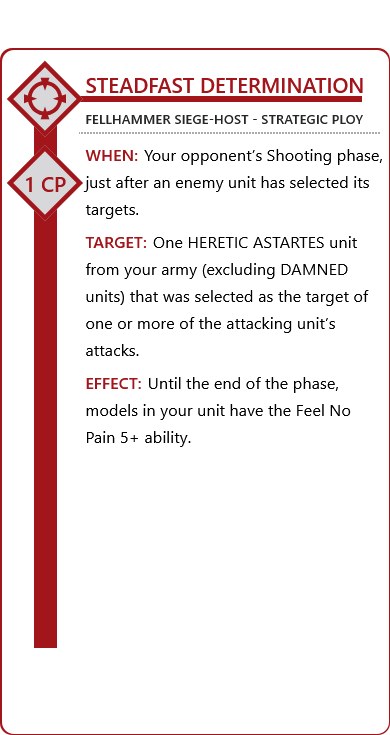 STEADFAST DETERMINATION
FELLHAMMER SIEGE-HOST - STRATEGIC PLOY
1 CP
WHEN: Your opponent's Shooting phase,
just after an enemy unit has selected its
targets.
TARGET: One HERETIC ASTARTES unit
from your army (excluding DAMNED
units) that was selected as the target of
one or more of the attacking unit's
attacks.
EFFECT: Until the end of the phase,
models in your unit have the Feel No
Pain 5+ ability.